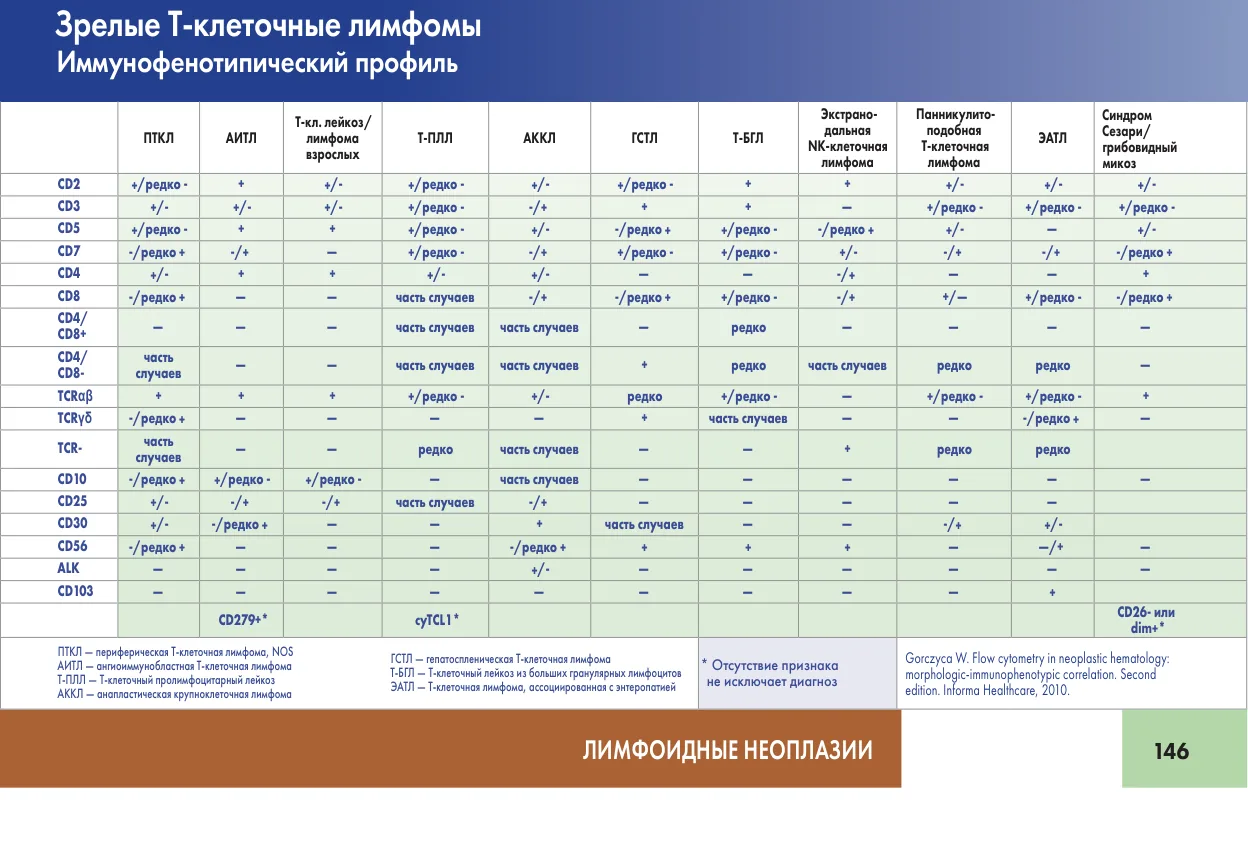 Зрелые Т-клеточные лимфомы
Иммунофенотипический профиль
ПТКЛ АИТЛ Т-кл. лейкоз/ лимфома взрослых Т-ПЛЛ АККЛ ГСТЛ Т-БГЛ Экстрано- дальная NK-клеточная лимфома Панникулито- подобная Т-клеточная лимфома ЭАТЛ Синдром Сезари/ грибовидный микоз
CD2 +/редко - + +/- +/редко - +/- +/редко - + + +/- +/- +/-
CD3 +/- +/- +/- +/редко - -/+ + + — +/редко - +/редко - +/редко -
CD5 +/редко - + + +/редко - +/- -/редко + +/редко - -/редко + +/- — +/-
CD7 -/редко + -/+ — +/редко - -/+ +/редко - +/редко - +/- -/+ -/+ -/редко +
CD4 +/- + + +/- +/- — — -/+ — — +
CD8 -/редко + — — часть случаев -/+ -/редко + +/редко - -/+ +/— +/редко - -/редко +
CD4/ CD8+ — — — часть случаев часть случаев — редко — — — —
CD4/ CD8- часть случаев — — часть случаев часть случаев + редко часть случаев редко редко —
TCRαβ + + + +/редко - +/- редко +/редко - — +/редко - +/редко - +
TCRγδ -/редко + — — — — + часть случаев — — -/редко + —
TCR- часть случаев — — редко часть случаев — — + редко редко
CD10 -/редко + +/редко - +/редко - — часть случаев — — — — — —
CD25 +/- -/+ -/+ часть случаев -/+ — — — — —
CD30 +/- -/редко + — — + часть случаев — — -/+ +/-
CD56 -/редко + — — — -/редко + + + + — —/+ —
ALK — — — — +/- — — — — — —
CD103 — — — — — — — — — +
CD279+* cyTCL1* CD26- или dim+*
ПТКЛ — периферическая Т-клеточная лимфома, NOS
АИТЛ — ангиоиммунобластная Т-клеточная лимфома
Т-ПЛЛ — Т-клеточный пролимфоцитарный лейкоз
АККЛ — анапластическая крупноклеточная лимфома
ГСТЛ — гепатоспленическая Т-клеточная лимфома
Т-БГЛ — Т-клеточный лейкоз из больших гранулярных лимфоцитов
ЭАТЛ — Т-клеточная лимфома, ассоциированная с энтеропатией
* Отсутствие признака
не исключает диагноз
Gorczyca W. Flow cytometry in neoplastic hematology:
morphologic-immunophenotypic correlation. Second
edition. Informa Healthcare, 2010.
ЛИМФОИДНЫЕ НЕОПЛАЗИИ
146